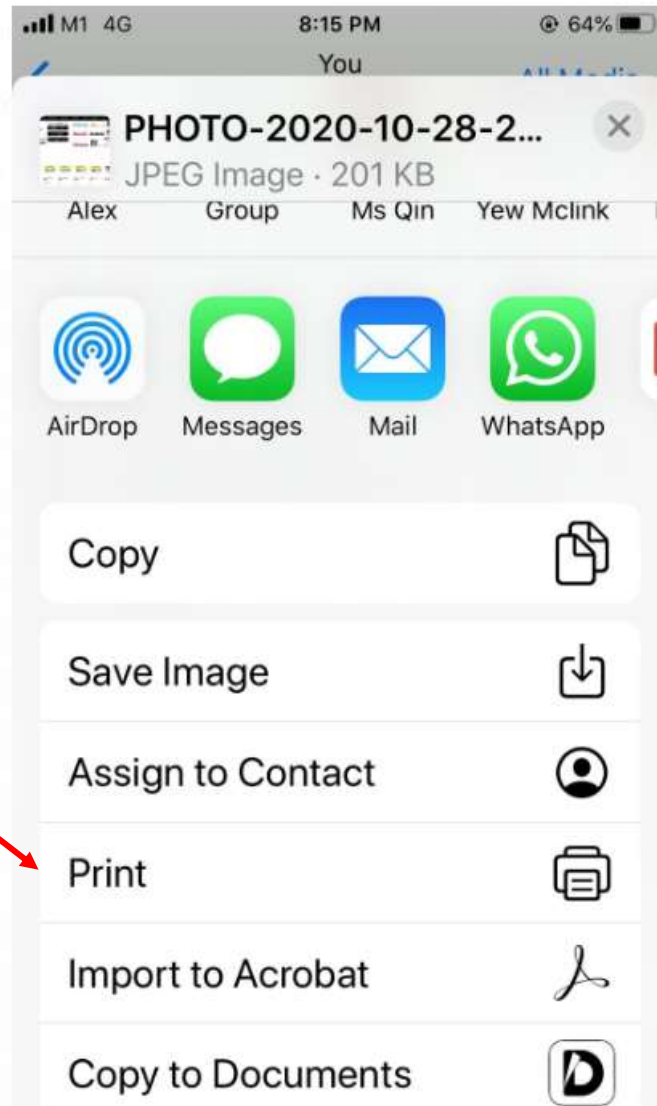 M1 4G 8:15 PM 64%
You
PHOTO-2020-10-28-2...
JPEG Image · 201 KB
Alex Group Ms Qin Yew Mclink
AirDrop Messages Mail WhatsApp
Copy
Save Image
Assign to Contact
Print
Import to Acrobat
Copy to Documents